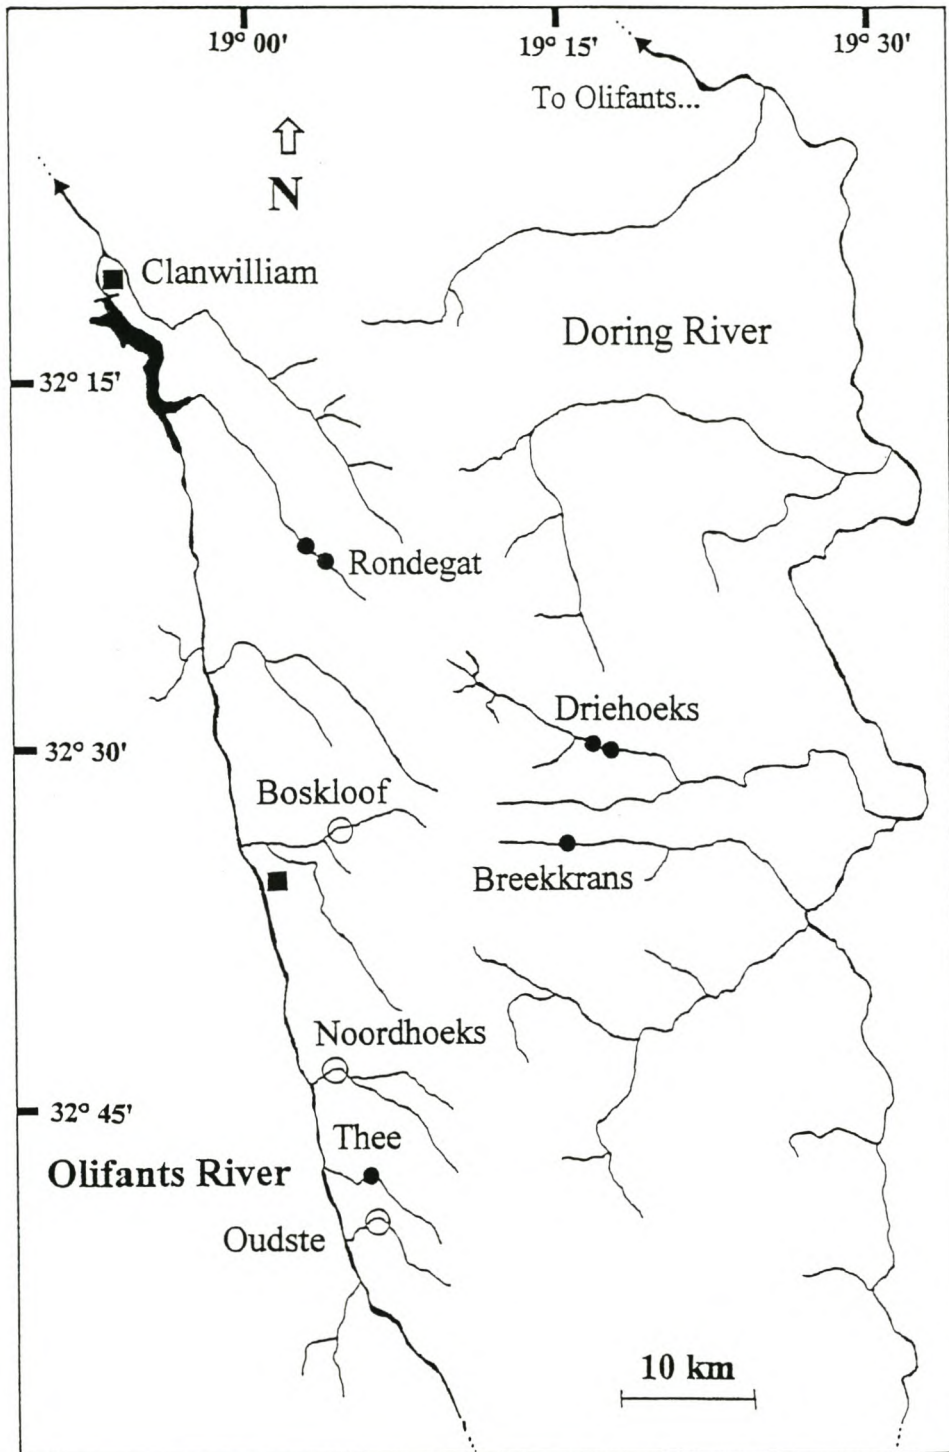 19° 00'
19° 15'
19° 30'
To Olifants...
N
Clanwilliam
Doring River
32° 15'
Rondegat
Driehoeks
32° 30'
Boskloof
Breekkrans
Noordhoeks
32° 45'
Thee
Olifants River
Oudste
10 km